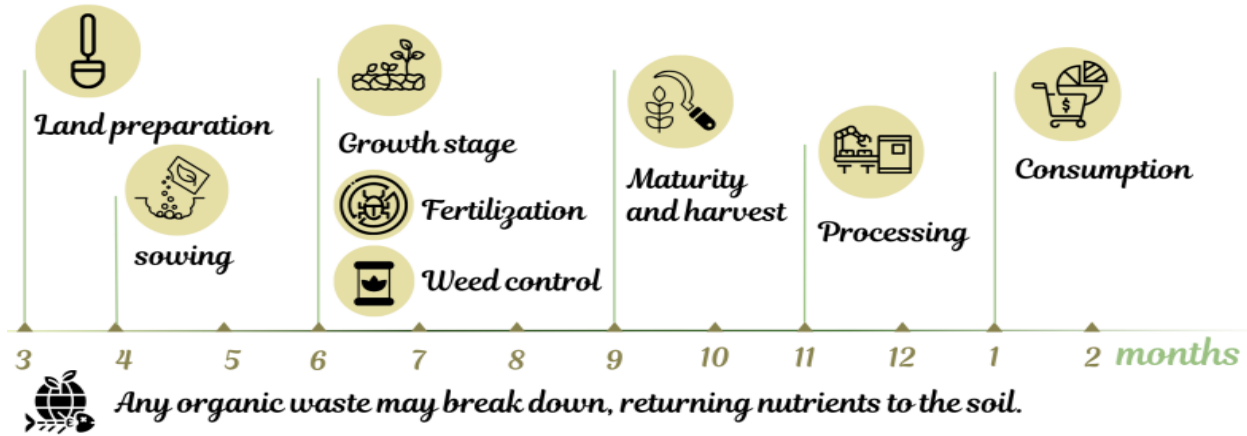 Land preparation
sowing
Growth stage
Fertilization
Weed control
Maturity
and harvest
$
Processing
Consumption
3 4 5 6 7 8 9 10 11 12 1 2 months
Any organic waste may break down, returning nutrients to the soil.